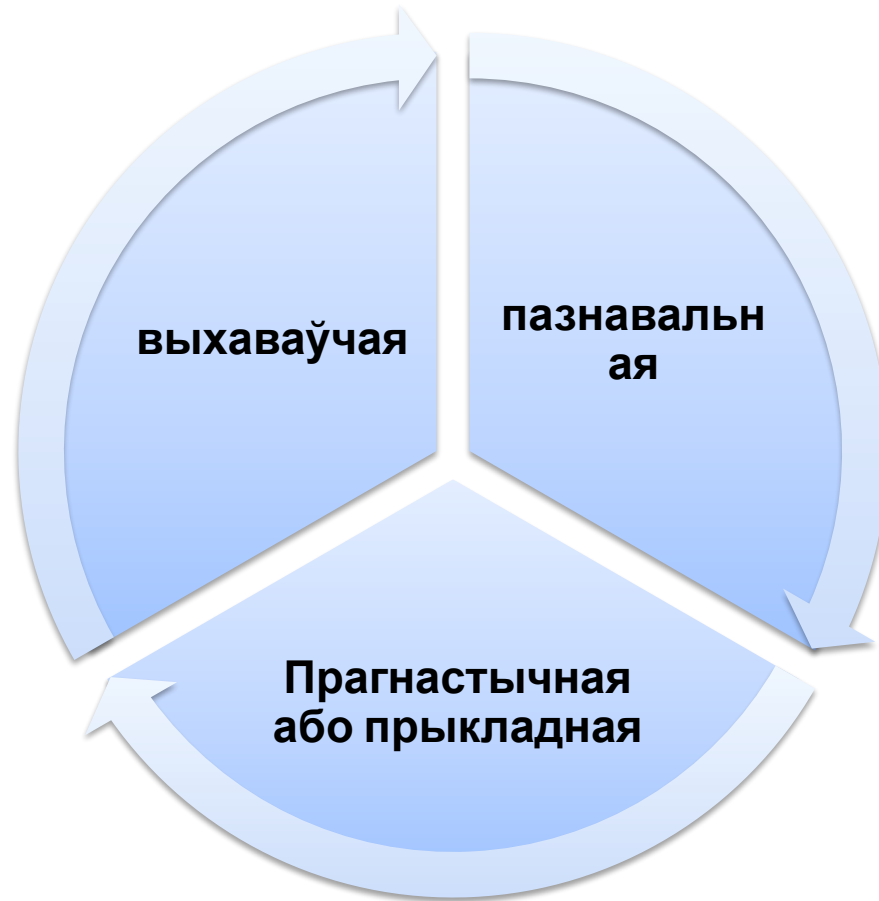 выхаваўчая
пазнавальн
ая
Прагнастычная
або прыкладная